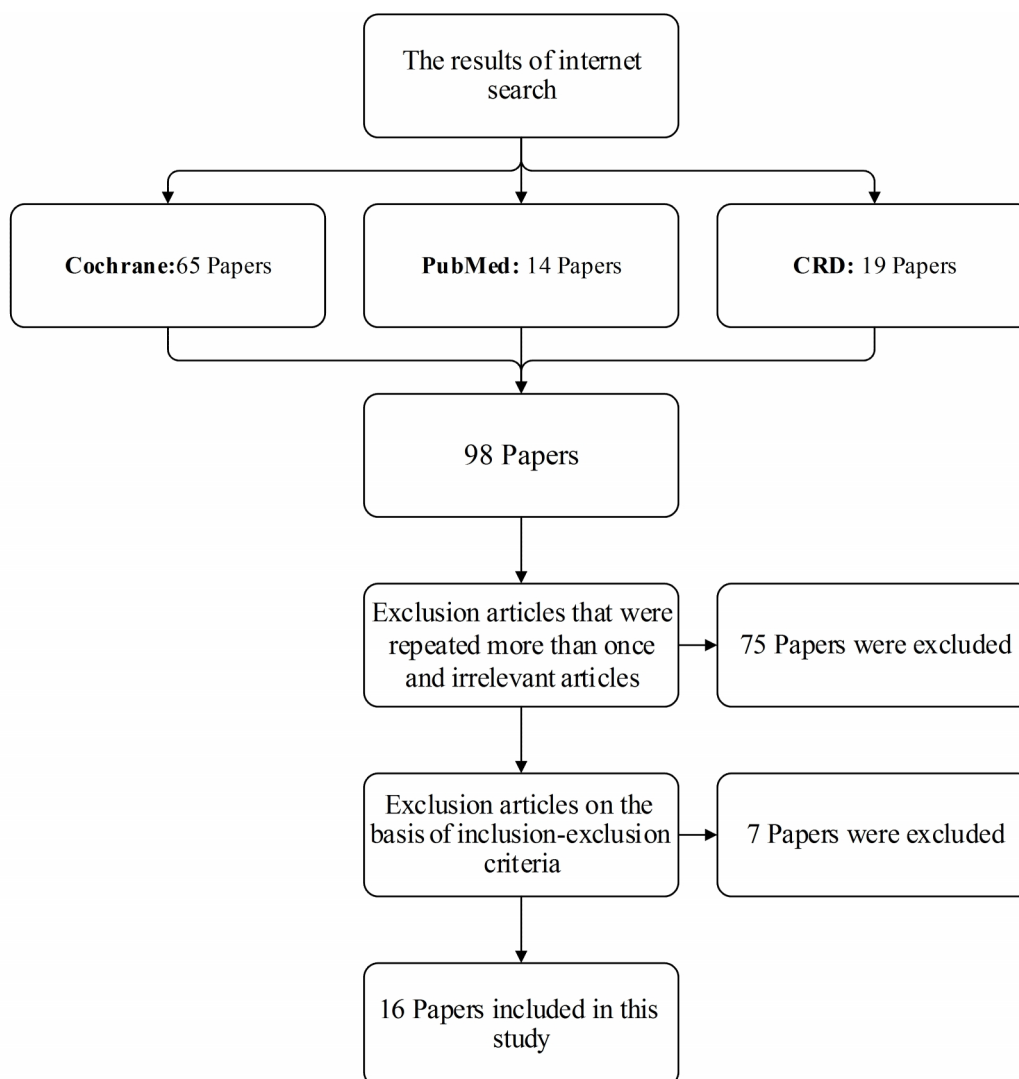 The results of internet
search
Cochrane:65 Papers
PubMed: 14 Papers
CRD: 19 Papers
98 Papers
Exclusion articles that were
repeated more than once
and irrelevant articles
75 Papers were excluded
Exclusion articles on the
basis of inclusion-exclusion
criteria
7 Papers were excluded
16 Papers included in this
study